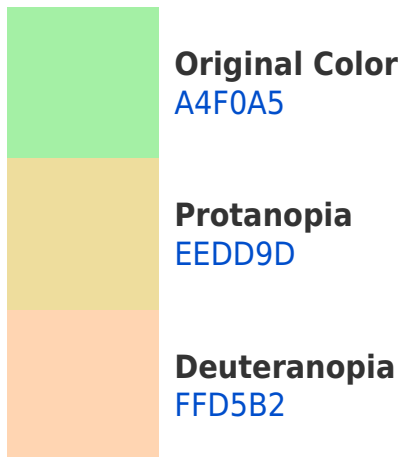 Original Color
A4F0A5
Protanopia
EEDD9D
Deuteranopia
FFD5B2